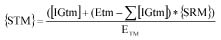 {STM} = (([IGtm] + (Etm − ∑[IGtm]) * {SRM}) / E_TM